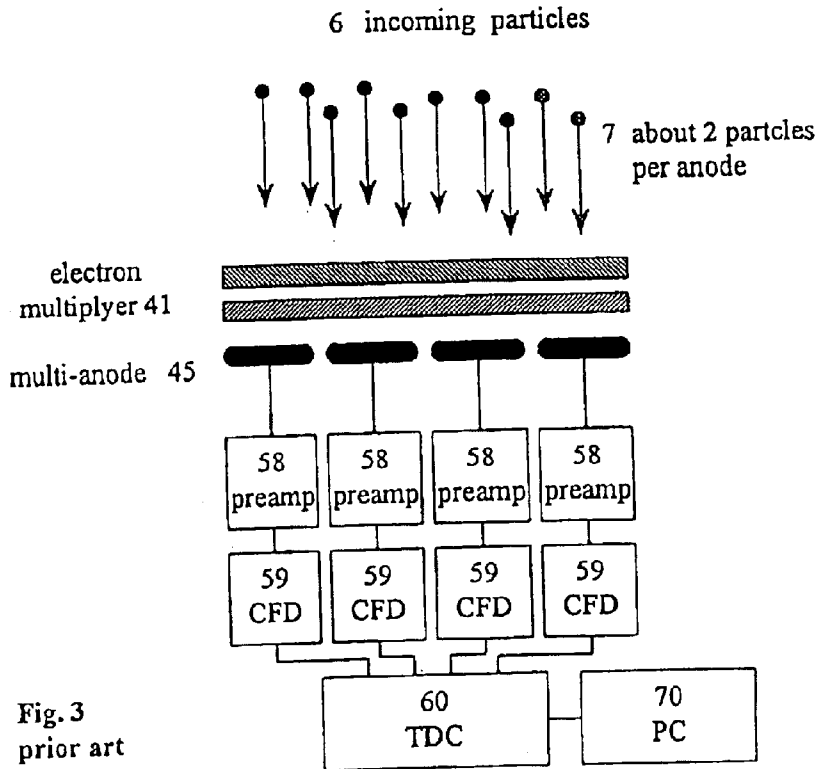 6 incoming particles
7 about 2 partcles
per anode
electron
multiplyer 41
multi-anode 45
58
preamp
58
preamp
58
preamp
58
preamp
59
CFD
59
CFD
59
CFD
59
CFD
60
TDC
70
PC
Fig. 3
prior art